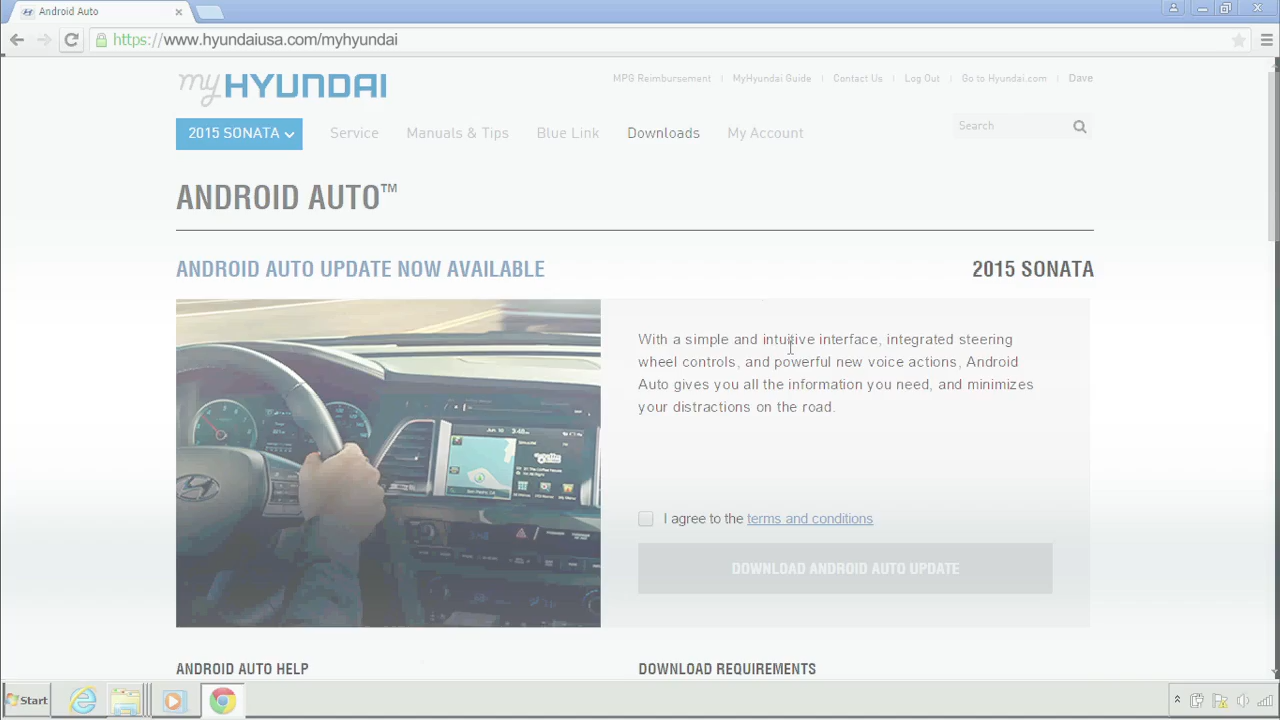 Android Auto
https://www.hyundaiusa.com/myhyundai
my HYUNDAI
MPG Reimbursement | MyHyundai Guide | Contact Us | Log Out | Go to Hyundai.com | Dave
2015 SONATA Service Manuals & Tips Blue Link Downloads My Account Search
ANDROID AUTO™
ANDROID AUTO UPDATE NOW AVAILABLE 2015 SONATA
With a simple and intuitive interface, integrated steering
wheel controls, and powerful new voice actions, Android
Auto gives you all the information you need, and minimizes
your distractions on the road.
I agree to the terms and conditions
DOWNLOAD ANDROID AUTO UPDATE
ANDROID AUTO HELP DOWNLOAD REQUIREMENTS
Start